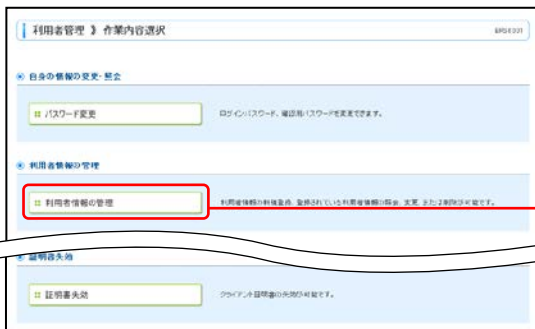 利用者管理 》 作業内容選択
BRSK001
自身の情報の変更・照会
パスワード変更
ログインパスワード、確認用パスワードを変更できます。
利用者情報の管理
利用者情報の管理
利用者情報の新規登録、登録されている利用者情報の照会、変更、または削除が可能です。
証明書失効
証明書失効
クライアント証明書の失効が可能です。